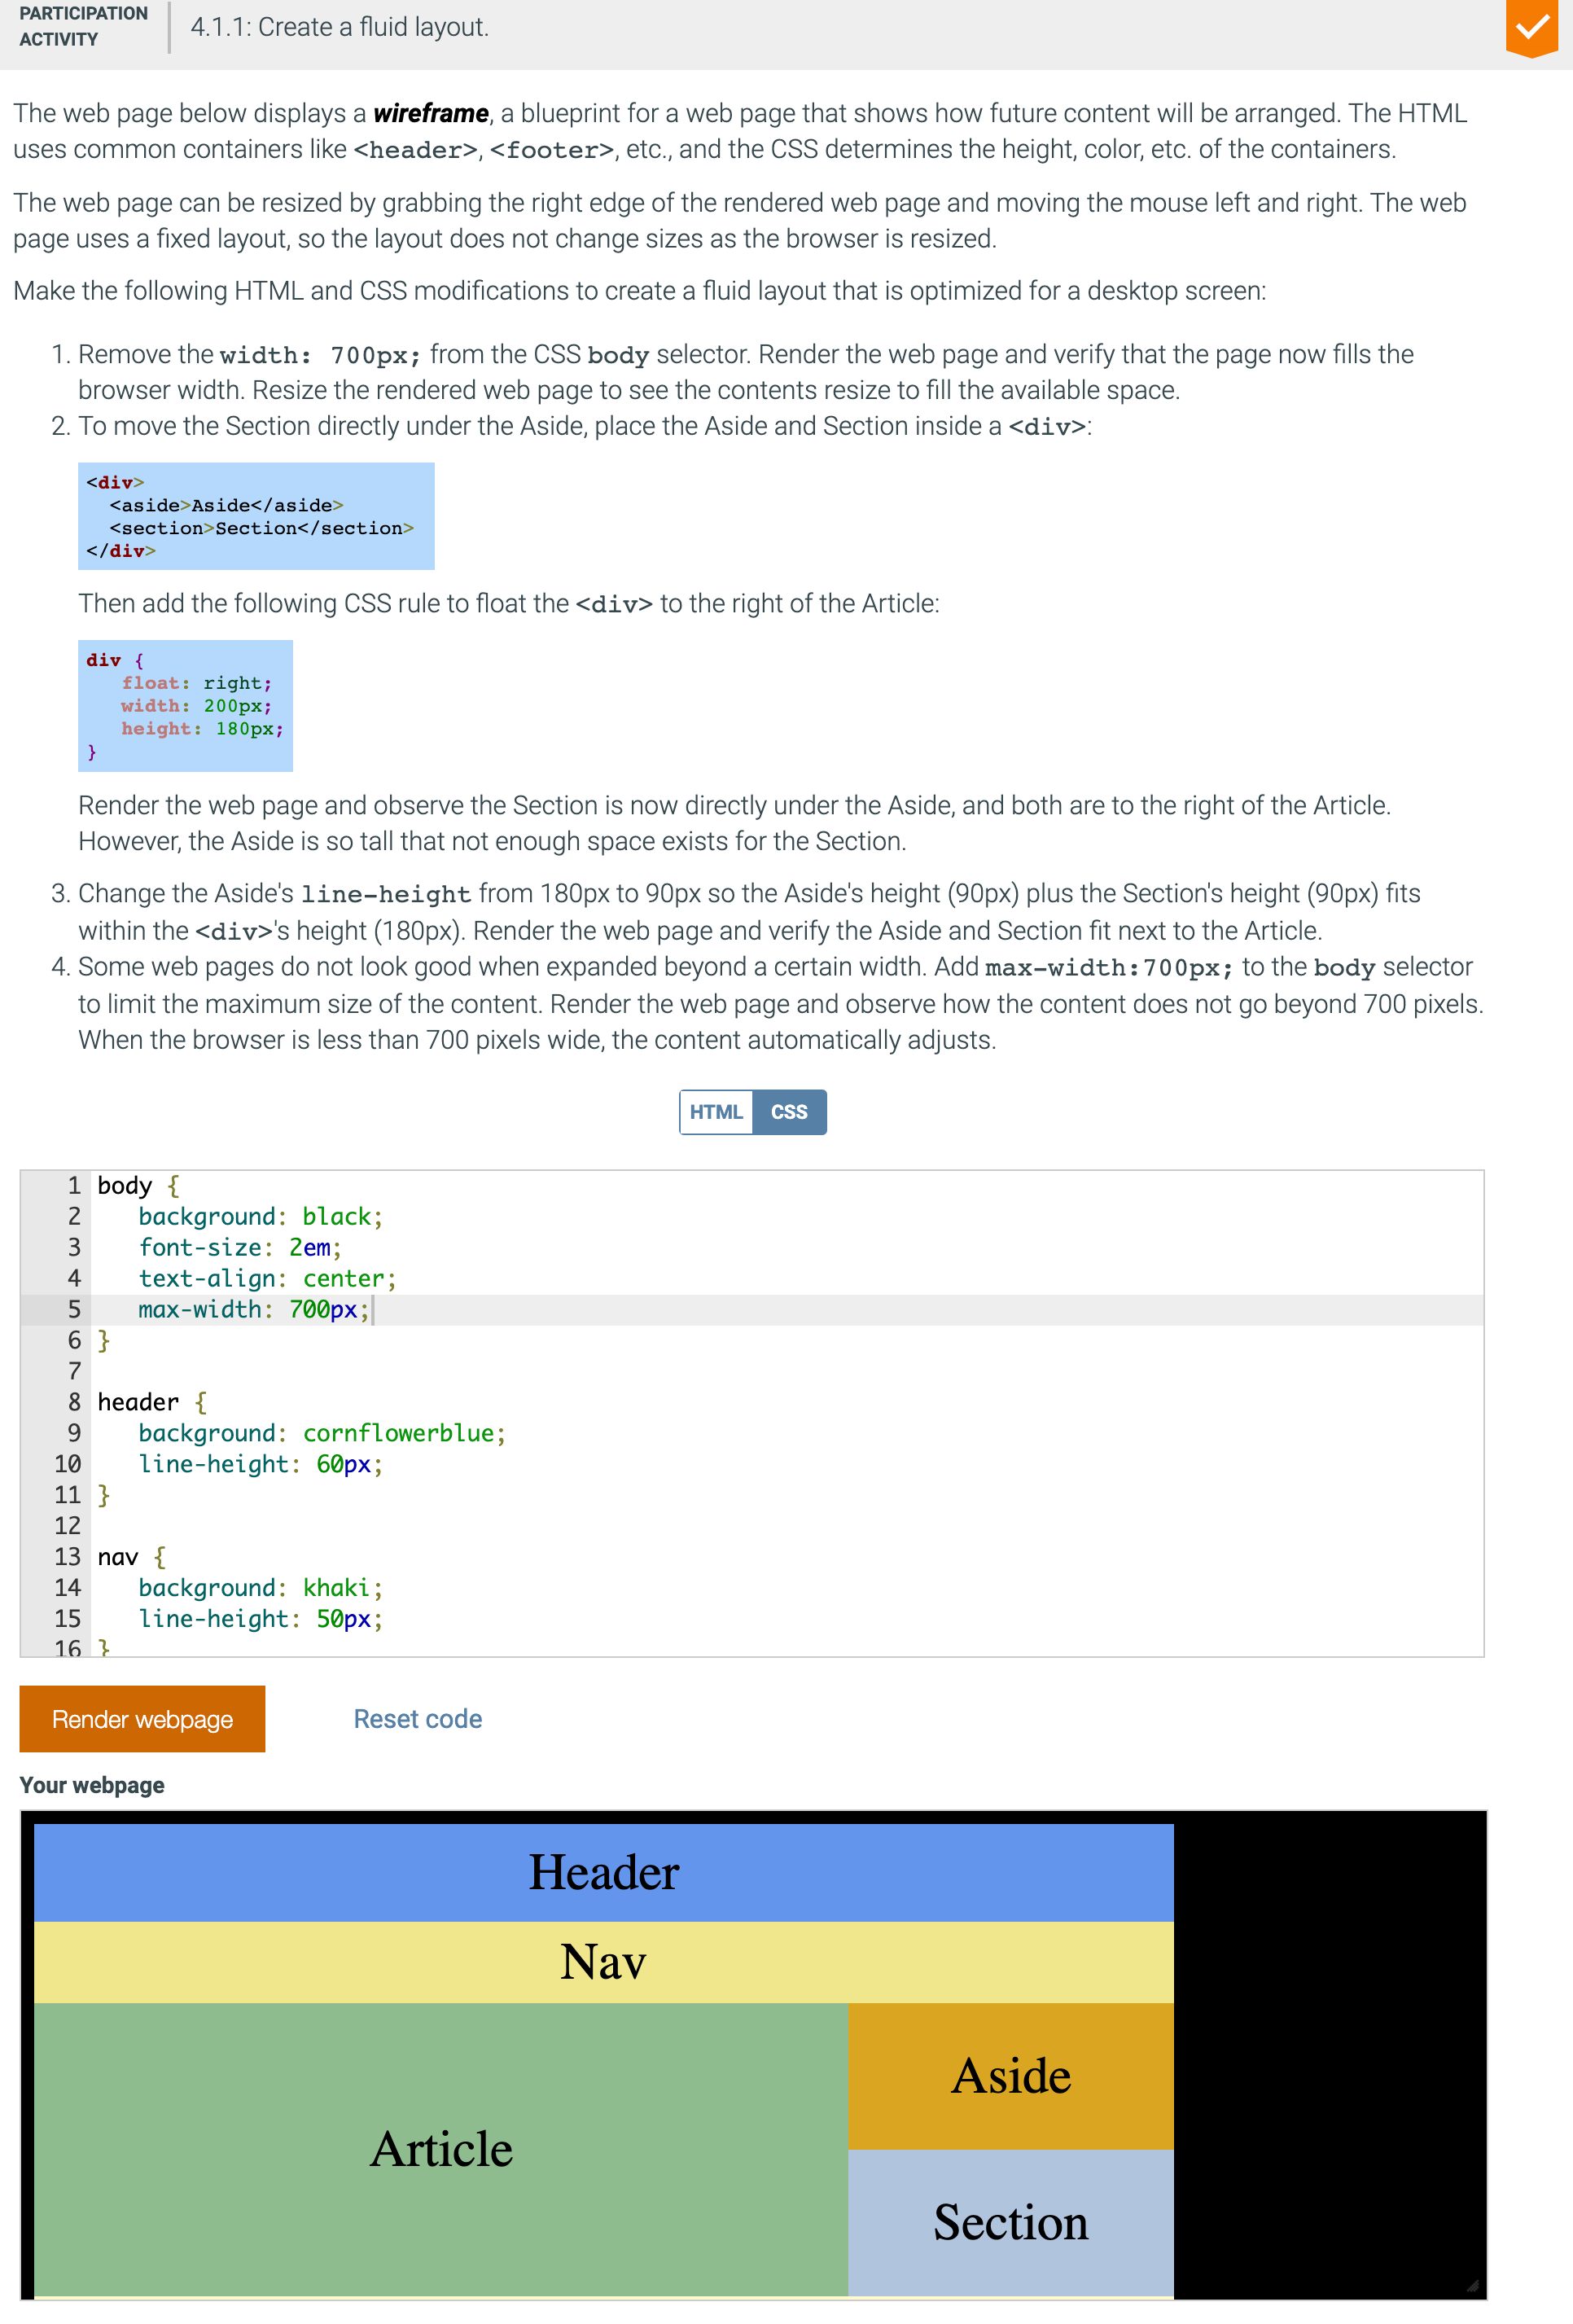 PARTICIPATION
ACTIVITY
4.1.1: Create a fluid layout.
The web page below displays a wireframe, a blueprint for a web page that shows how future content will be arranged. The HTML
uses common containers like <header>, <footer>, etc., and the CSS determines the height, color, etc. of the containers.
The web page can be resized by grabbing the right edge of the rendered web page and moving the mouse left and right. The web
page uses a fixed layout, so the layout does not change sizes as the browser is resized.
Make the following HTML and CSS modifications to create a fluid layout that is optimized for a desktop screen:
1. Remove the width: 700px; from the CSS body selector. Render the web page and verify that the page now fills the
browser width. Resize the rendered web page to see the contents resize to fill the available space.
2. To move the Section directly under the Aside, place the Aside and Section inside a <div>:
<div>
<aside>Aside</aside>
<section>Section</section>
</div>
Then add the following CSS rule to float the <div> to the right of the Article:
div {
float: right;
width: 200px;
height: 180px;
}
Render the web page and observe the Section is now directly under the Aside, and both are to the right of the Article.
However, the Aside is so tall that not enough space exists for the Section.
3. Change the Aside's line-height from 180px to 90px so the Aside's height (90px) plus the Section's height (90px) fits
within the <div>'s height (180px). Render the web page and verify the Aside and Section fit next to the Article.
4. Some web pages do not look good when expanded beyond a certain width. Add max-width:700px; to the body selector
to limit the maximum size of the content. Render the web page and observe how the content does not go beyond 700 pixels.
When the browser is less than 700 pixels wide, the content automatically adjusts.
HTML CSS
1 body {
2 background: black;
3 font-size: 2em;
4 text-align: center;
5 max-width: 700px;
6 }
7
8 header {
9 background: cornflowerblue;
10 line-height: 60px;
11 }
12
13 nav {
14 background: khaki;
15 line-height: 50px;
16 }
Render webpage Reset code
Your webpage
Header
Nav
Aside
Article
Section